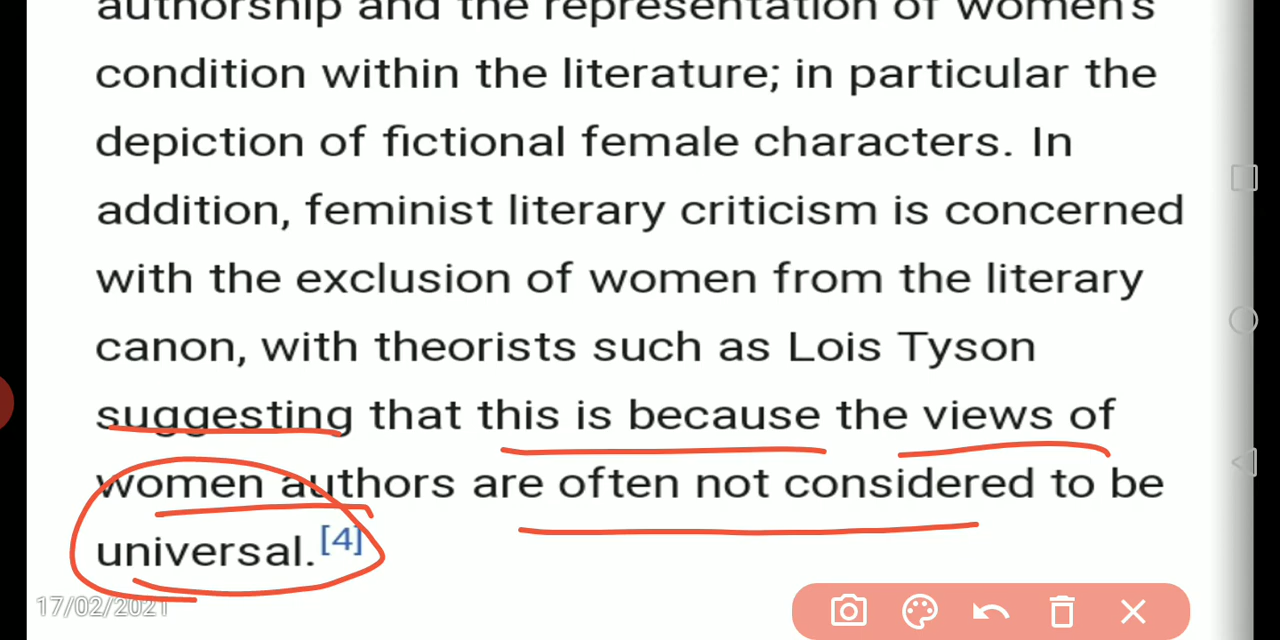 authorship and the representation of women's
condition within the literature; in particular the
depiction of fictional female characters. In
addition, feminist literary criticism is concerned
with the exclusion of women from the literary
canon, with theorists such as Lois Tyson
suggesting that this is because the views of
women authors are often not considered to be
universal.[4]
17/02/2021